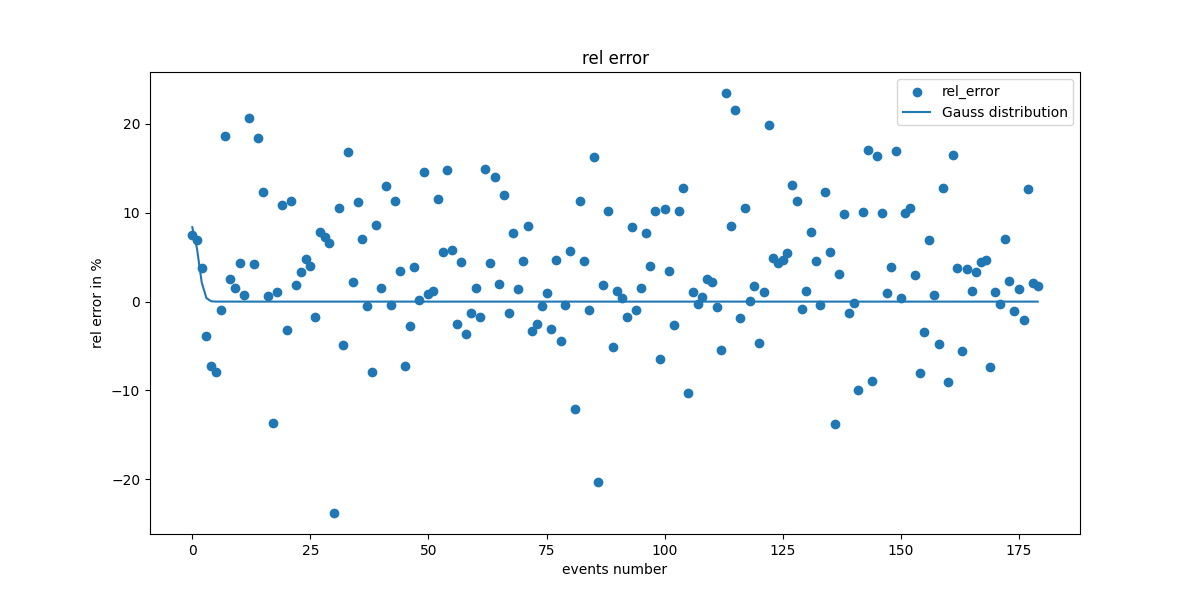 rel error
rel_error
Gauss distribution
rel error in %
20
10
0
−10
−20
0 25 50 75 100 125 150 175
events number